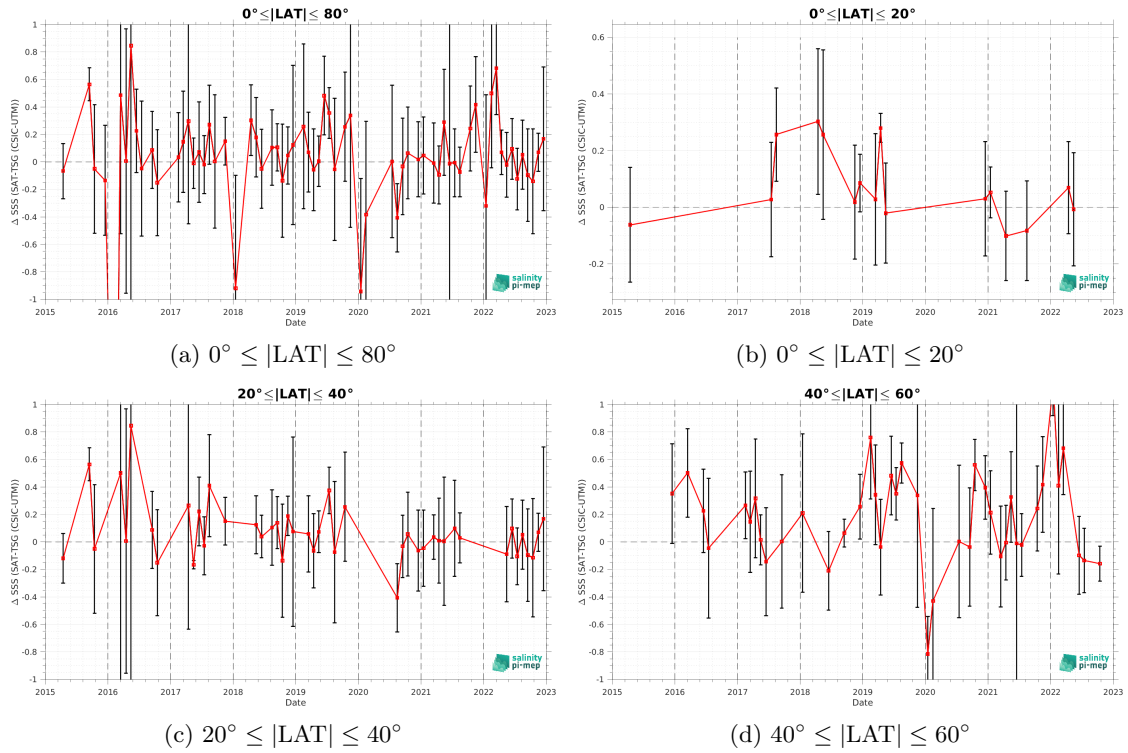 0°≤|LAT|≤ 80°
Δ SSS (SAT-TSG (CSIC-UTM))
1
0.8
0.6
0.4
0.2
0
-0.2
-0.4
-0.6
-0.8
-1
salinity
pi-mep
2015 2016 2017 2018 2019 2020 2021 2022 2023
Date
(a) 0° ≤ |LAT| ≤ 80°
0°≤|LAT|≤ 20°
Δ SSS (SAT-TSG (CSIC-UTM))
0.6
0.4
0.2
0
-0.2
salinity
pi-mep
2015 2016 2017 2018 2019 2020 2021 2022 2023
Date
(b) 0° ≤ |LAT| ≤ 20°
20°≤|LAT|≤ 40°
Δ SSS (SAT-TSG (CSIC-UTM))
1
0.8
0.6
0.4
0.2
0
-0.2
-0.4
-0.6
-0.8
-1
salinity
pi-mep
2015 2016 2017 2018 2019 2020 2021 2022 2023
Date
(c) 20° ≤ |LAT| ≤ 40°
40°≤|LAT|≤ 60°
Δ SSS (SAT-TSG (CSIC-UTM))
1
0.8
0.6
0.4
0.2
0
-0.2
-0.4
-0.6
-0.8
-1
salinity
pi-mep
2015 2016 2017 2018 2019 2020 2021 2022 2023
Date
(d) 40° ≤ |LAT| ≤ 60°